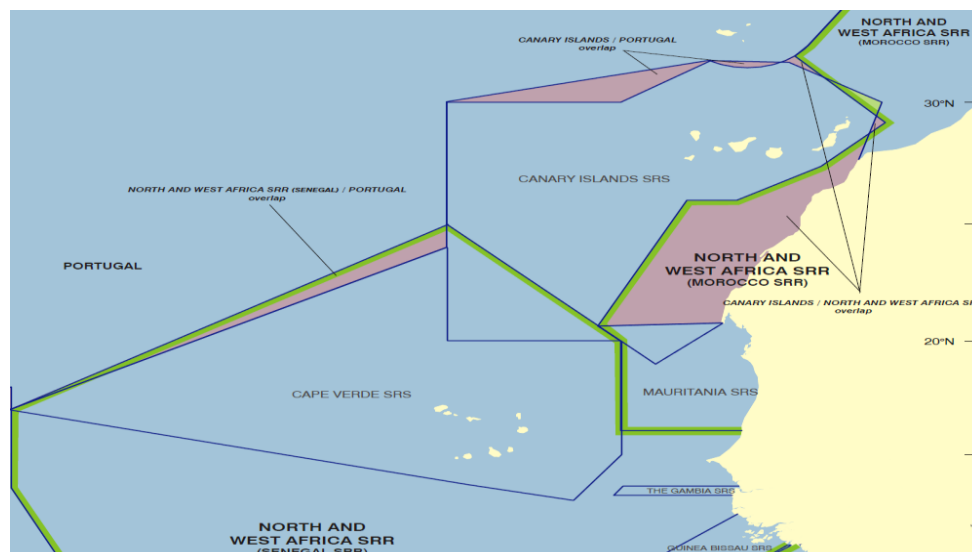 NORTH AND
WEST AFRICA SRR
(MOROCCO SRR)
CANARY ISLANDS / PORTUGAL
overlap
30°N
CANARY ISLANDS SRS
NORTH AND WEST AFRICA SRR (SENEGAL) / PORTUGAL
overlap
PORTUGAL
NORTH AND
WEST AFRICA SRR
(MOROCCO SRR)
CANARY ISLANDS / NORTH AND WEST AFRICA S
overlap
20°N
CAPE VERDE SRS
MAURITANIA SRS
THE GAMBIA SRS
NORTH AND
WEST AFRICA SRR
(SENEGAL SRR)
GUINEA BISSAU SRS